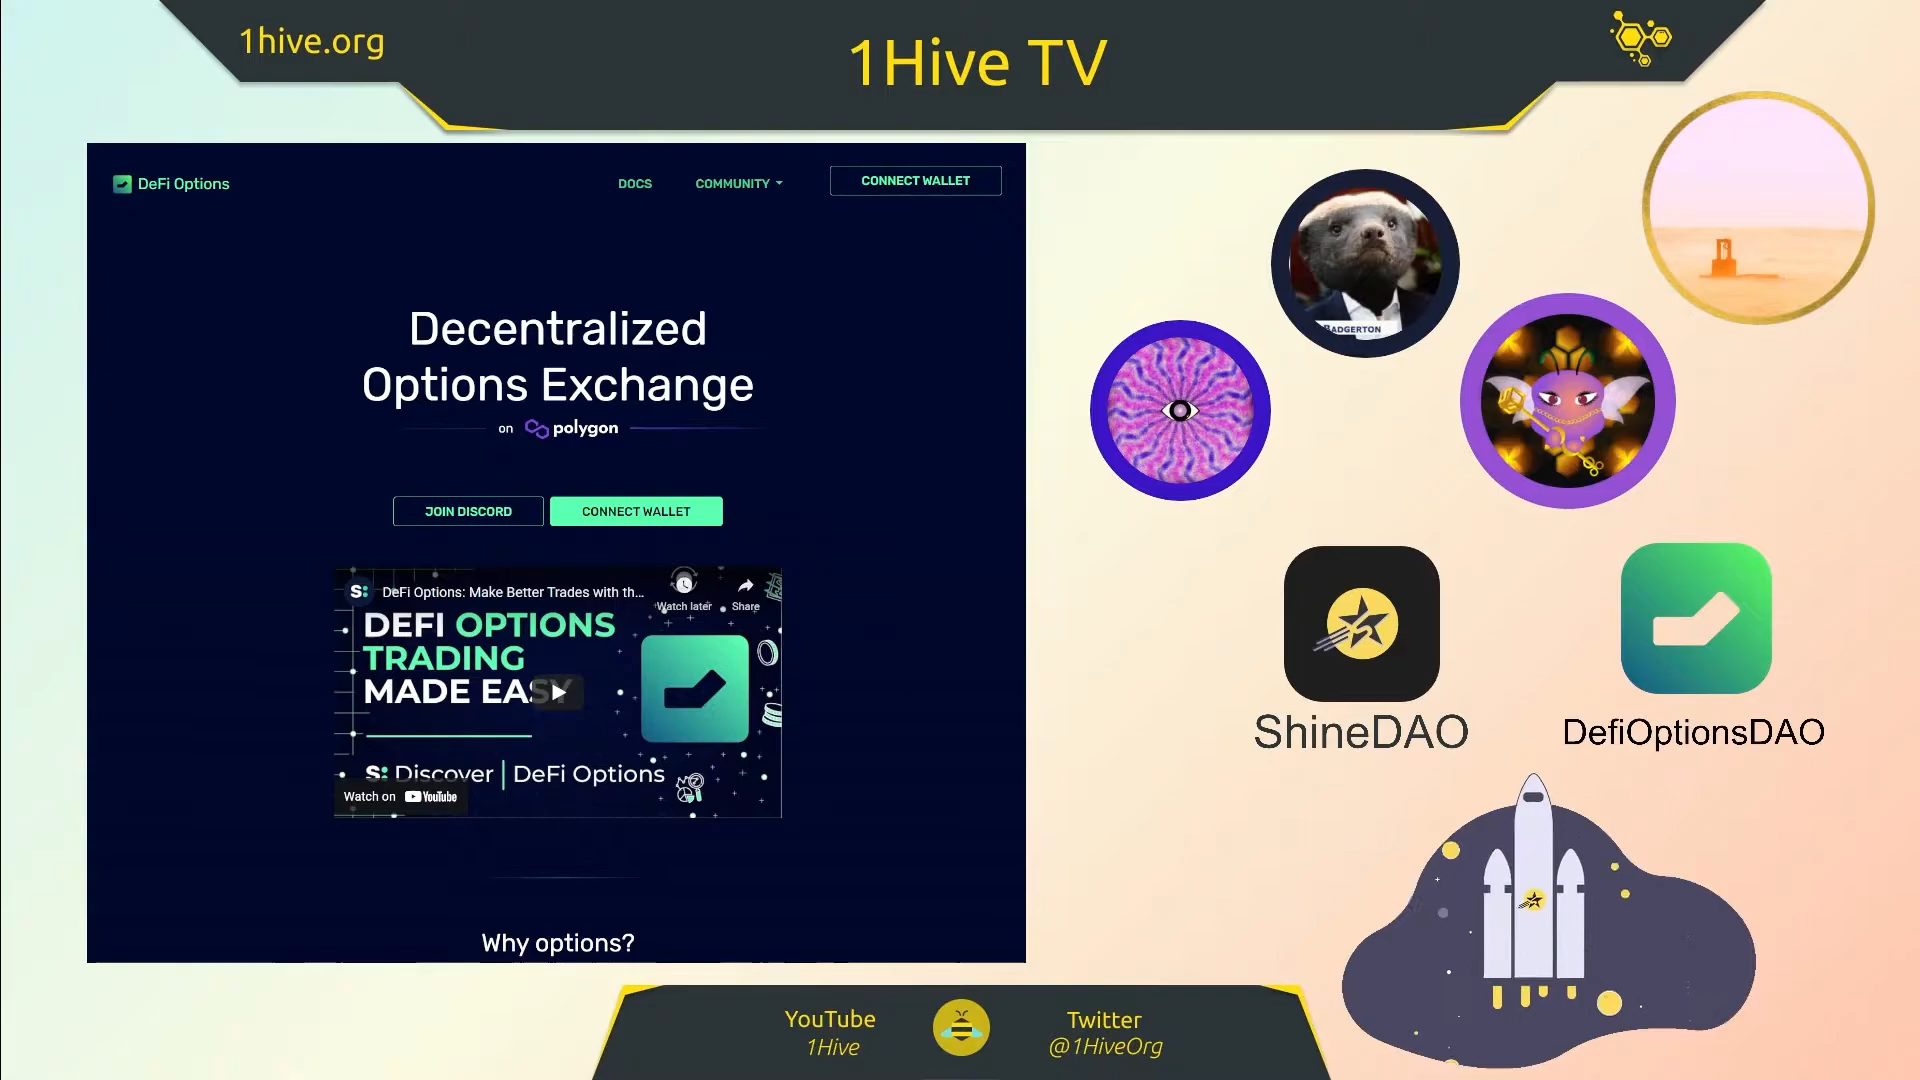 1hive.org
1Hive TV
DeFi Options
DOCS
COMMUNITY
CONNECT WALLET
Decentralized
Options Exchange
on polygon
JOIN DISCORD
CONNECT WALLET
S: DeFi Options: Make Better Trades with th...
Watch later
Share
DEFI OPTIONS
TRADING
MADE EASY
S: Discover | DeFi Options
Watch on YouTube
Why options?
BADGERTON
ShineDAO
DefiOptionsDAO
YouTube
1Hive
Twitter
@1HiveOrg